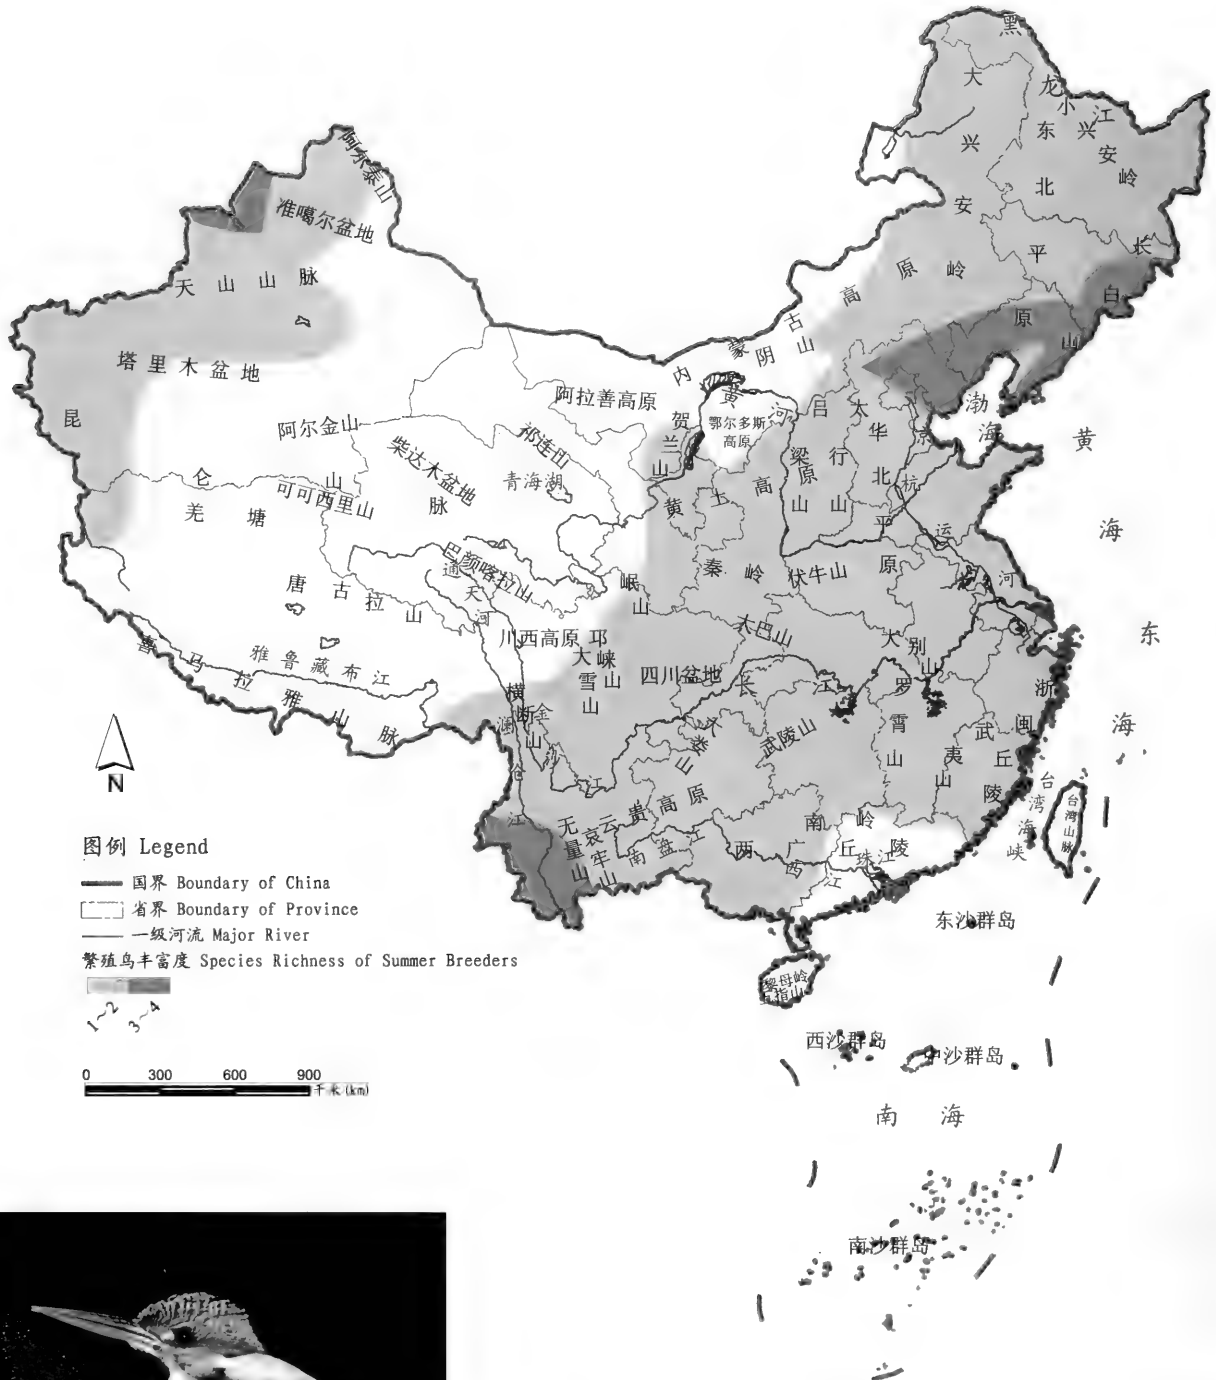 黑龙江
大兴安岭
小兴安岭
东北平原
长白山
阿尔泰山
准噶尔盆地
天山山脉
塔里木盆地
内蒙古高原
阴山
阿拉善高原
贺兰山
黄河
鄂尔多斯
高原
吕梁山
太行山
华北平原
京杭运河
渤海
黄海
昆仑山脉
阿尔金山
祁连山
柴达木盆地
青海湖
可可西里山
羌塘
黄土高原
巴颜喀拉山
通天河
唐古拉山
秦岭
伏牛山
岷山
大巴山
大别山
川西高原
邛崃山
大雪山
四川盆地
长江
东海
喜马拉雅山脉
雅鲁藏布江
横断山
澜沧江
金沙江
武陵山
大娄山
罗霄山
武夷山
浙闽丘陵
云贵高原
无量山
哀牢山
南盘江
南岭
两广丘陵
西江
珠江
台湾海峡
台湾山脉
东沙群岛
黎母岭
五指山
西沙群岛
中沙群岛
南海
南沙群岛
N
图例 Legend
国界 Boundary of China
省界 Boundary of Province
一级河流 Major River
繁殖鸟丰富度 Species Richness of Summer Breeders
1~2 3~4
0 300 600 900
千米(km)